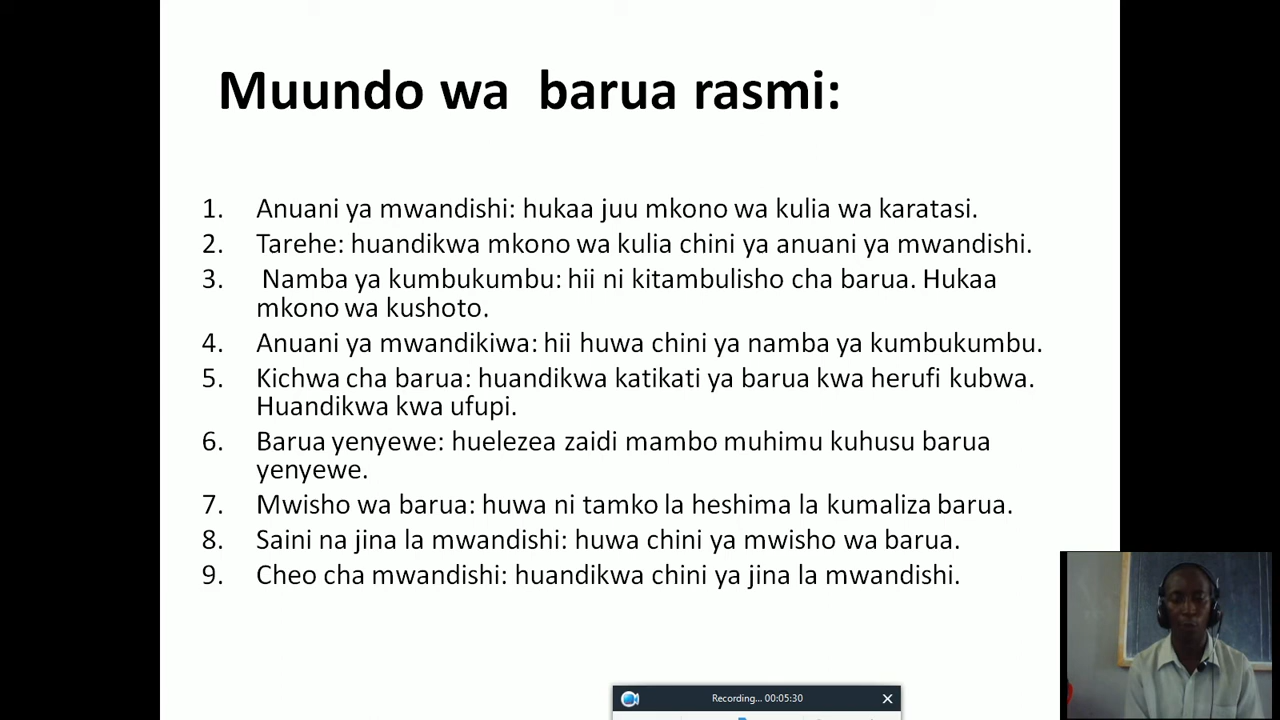 Muundo wa barua rasmi:
1. Anuani ya mwandishi: hukaa juu mkono wa kulia wa karatasi.
2. Tarehe: huandikwa mkono wa kulia chini ya anuani ya mwandishi.
3. Namba ya kumbukumbu: hii ni kitambulisho cha barua. Hukaa
mkono wa kushoto.
4. Anuani ya mwandikiwa: hii huwa chini ya namba ya kumbukumbu.
5. Kichwa cha barua: huandikwa katikati ya barua kwa herufi kubwa.
Huandikwa kwa ufupi.
6. Barua yenyewe: huelezea zaidi mambo muhimu kuhusu barua
yenyewe.
7. Mwisho wa barua: huwa ni tamko la heshima la kumaliza barua.
8. Saini na jina la mwandishi: huwa chini ya mwisho wa barua.
9. Cheo cha mwandishi: huandikwa chini ya jina la mwandishi.
Recording... 00:05:30